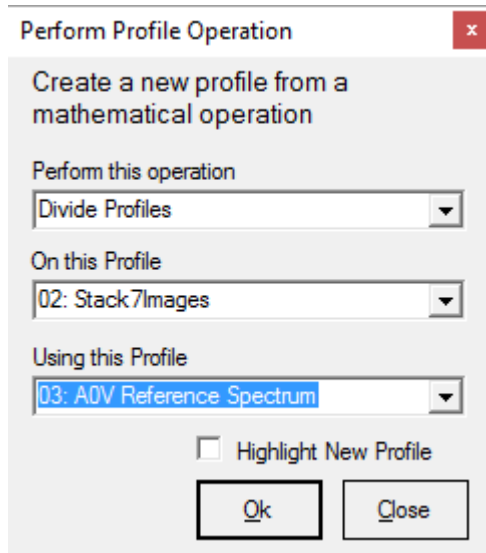 Perform Profile Operation
x
Create a new profile from a
mathematical operation
Perform this operation
Divide Profiles
On this Profile
02: Stack7Images
Using this Profile
03: A0V Reference Spectrum
Highlight New Profile
Ok Close